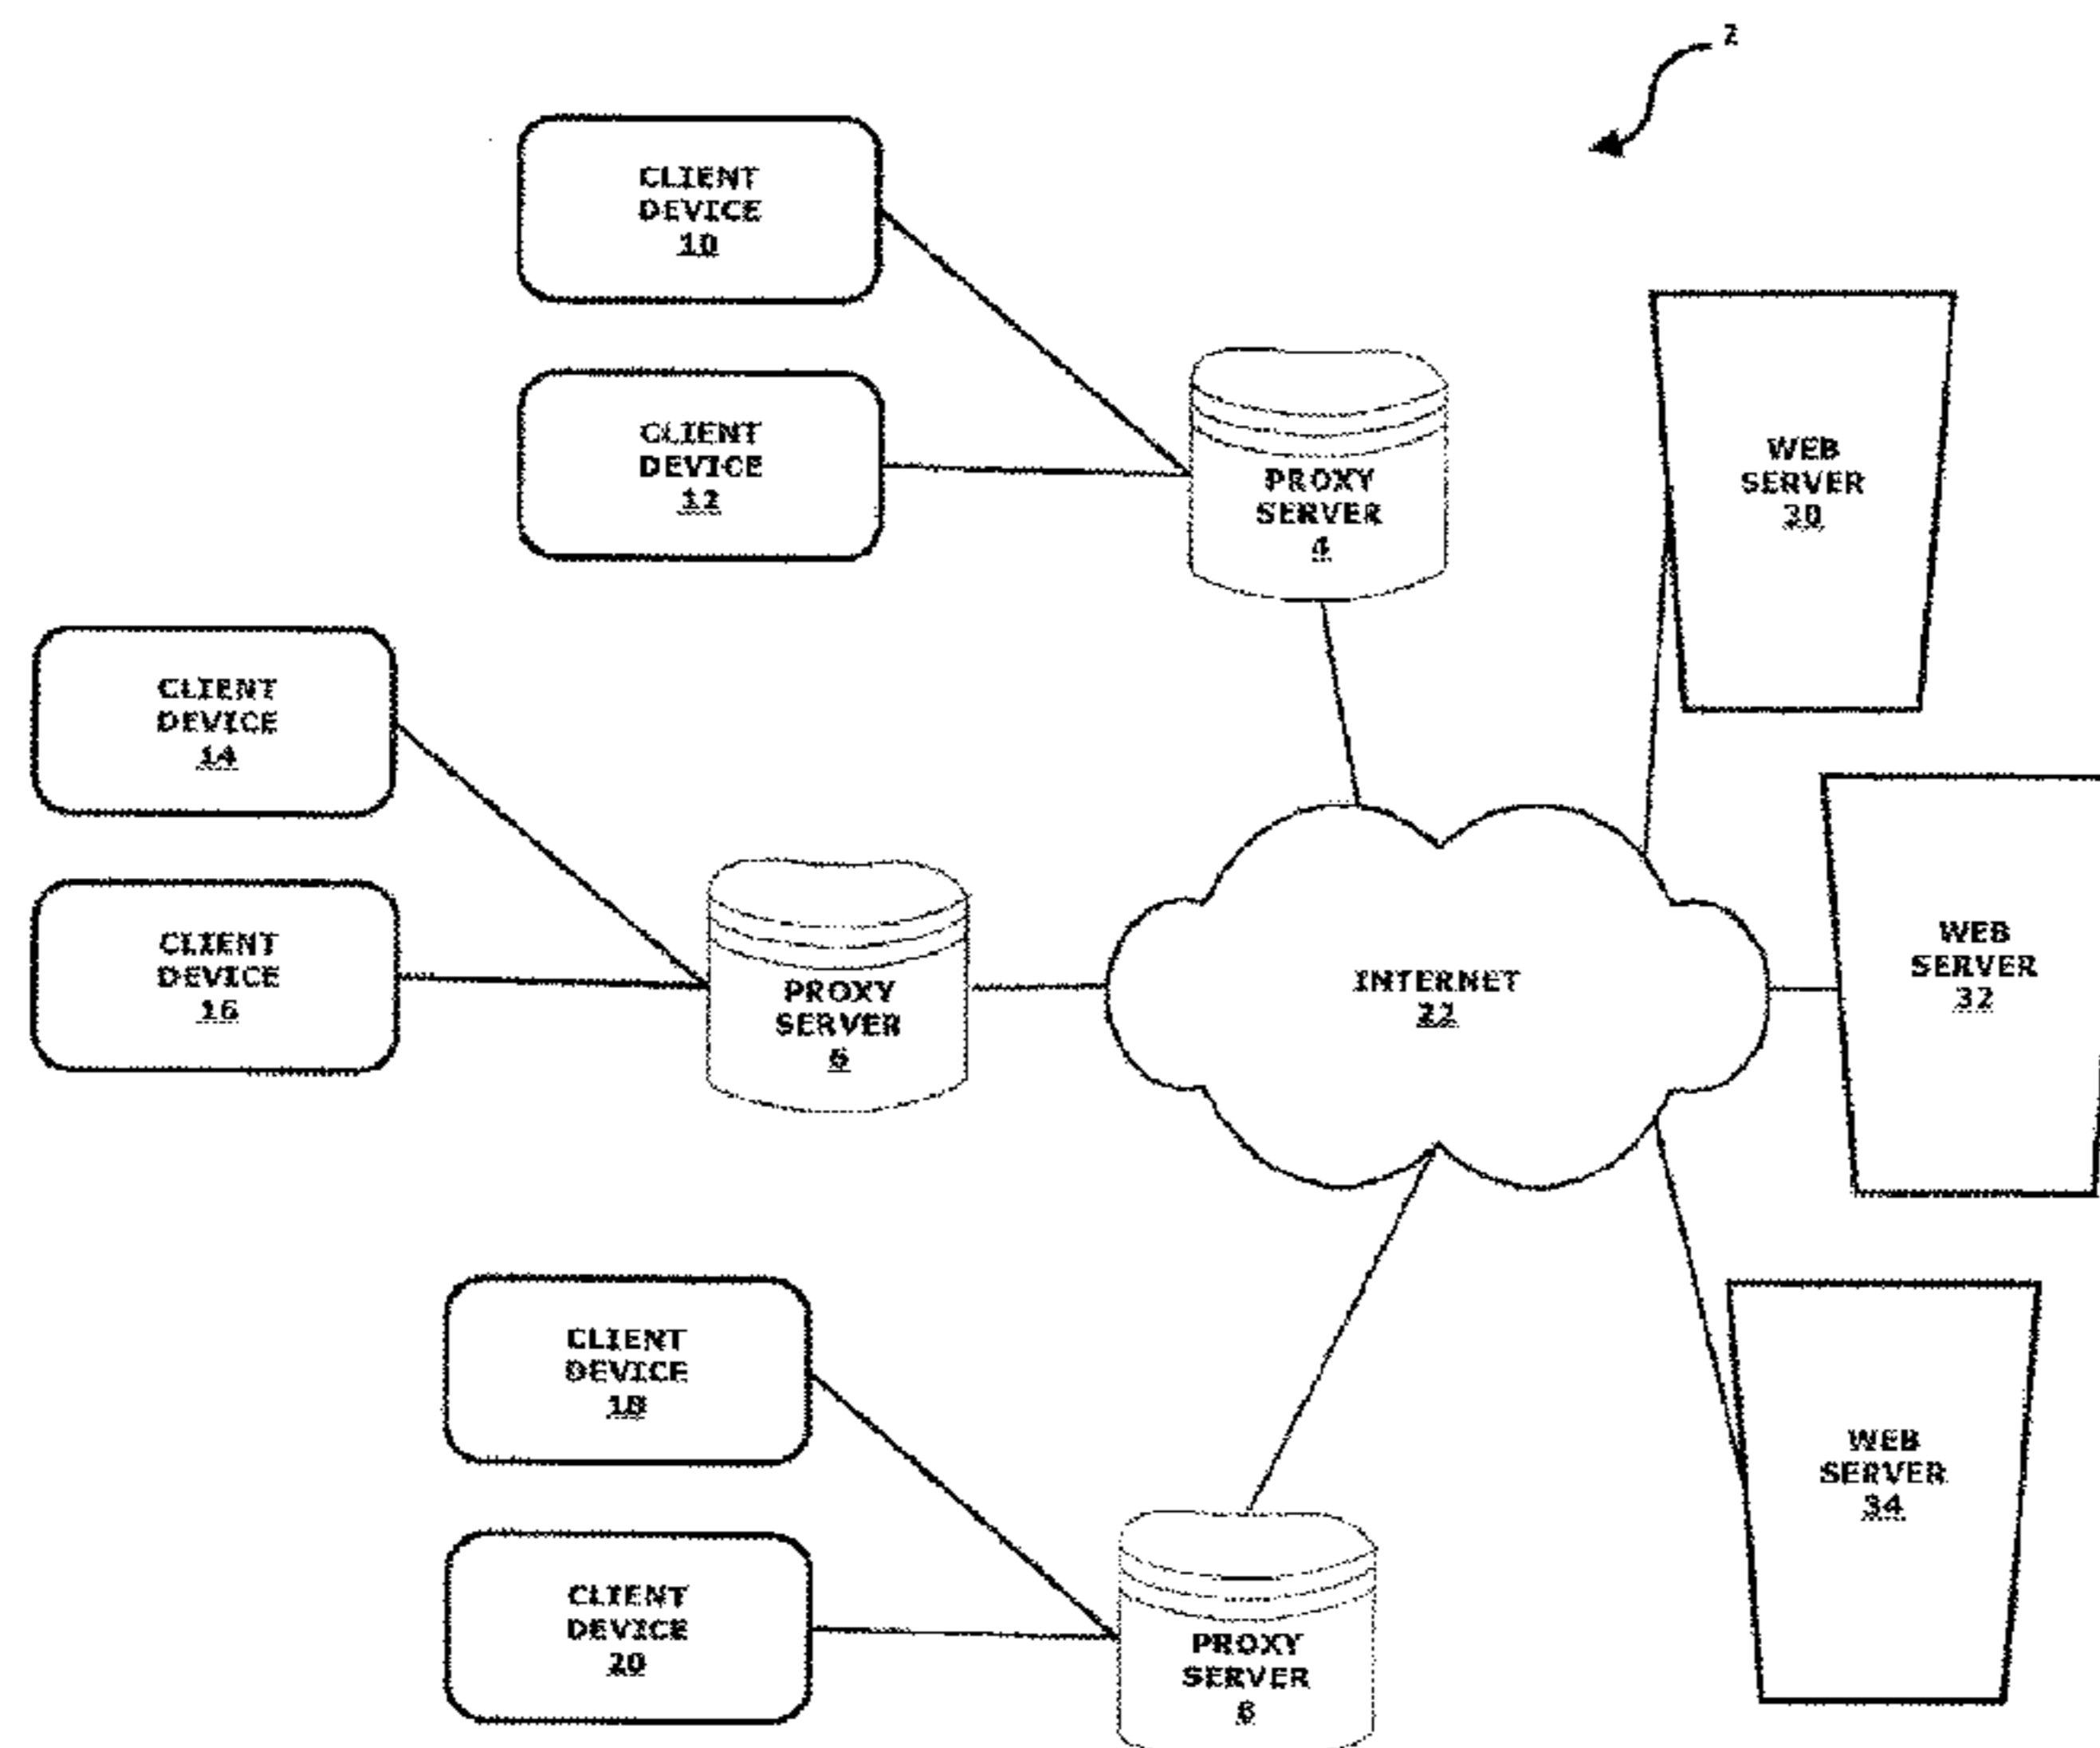 2
CLIENT
DEVICE
10
CLIENT
DEVICE
12
PROXY
SERVER
4
WEB
SERVER
30
CLIENT
DEVICE
14
CLIENT
DEVICE
16
PROXY
SERVER
6
INTERNET
22
WEB
SERVER
32
CLIENT
DEVICE
18
CLIENT
DEVICE
20
PROXY
SERVER
8
WEB
SERVER
34